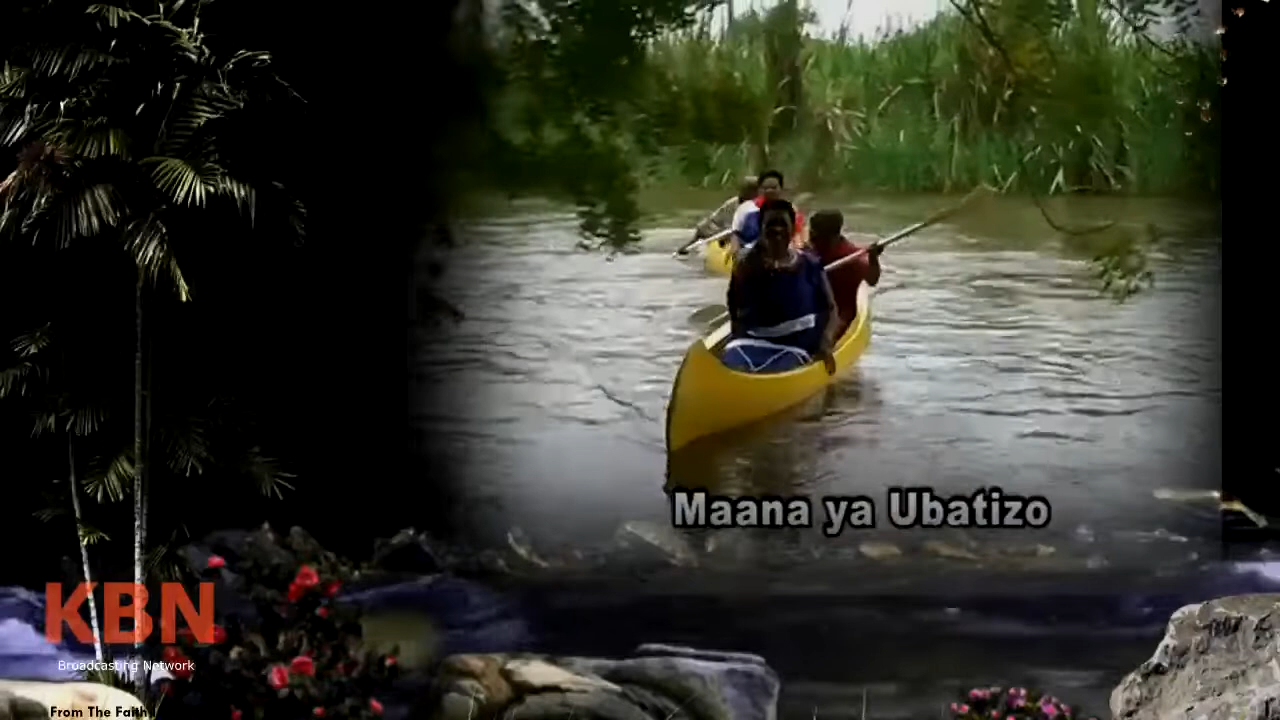 Maana ya Ubatizo
KBN
Broadcasting Network
From The Faith